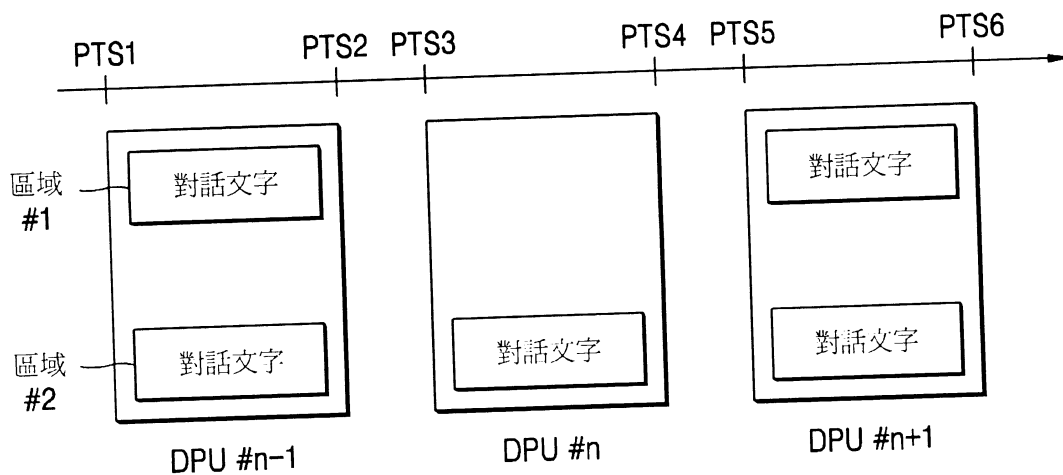 PTS1
PTS2
PTS3
PTS4
PTS5
PTS6
區域
#1
對話文字
對話文字
區域
#2
對話文字
對話文字
對話文字
DPU #n-1
DPU #n
DPU #n+1